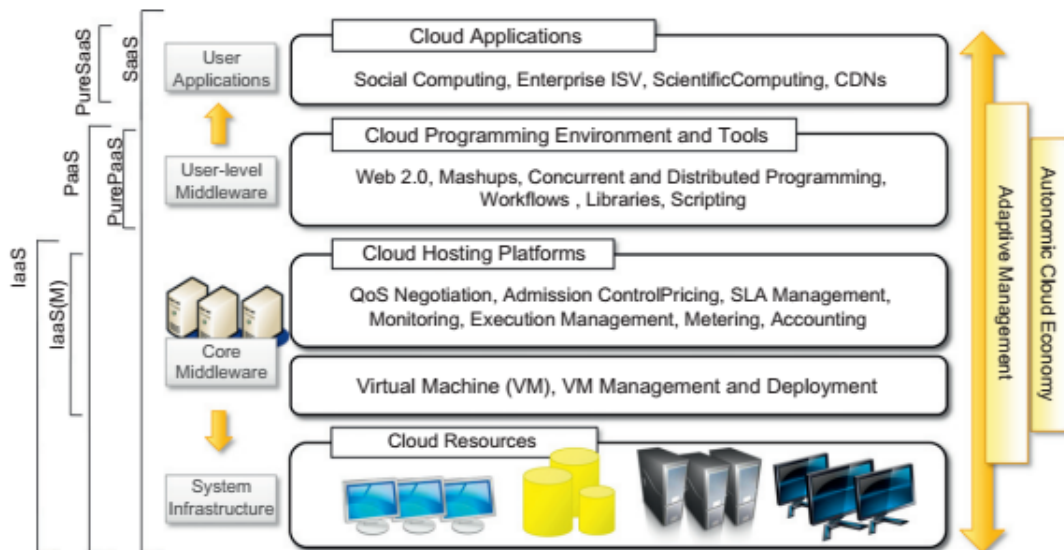 PureSaaS
SaaS
User
Applications
Cloud Applications
Social Computing, Enterprise ISV, ScientificComputing, CDNs
PaaS
PurePaaS
User-level
Middleware
Cloud Programming Environment and Tools
Web 2.0, Mashups, Concurrent and Distributed Programming,
Workflows , Libraries, Scripting
IaaS
IaaS(M)
Core
Middleware
Cloud Hosting Platforms
QoS Negotiation, Admission ControlPricing, SLA Management,
Monitoring, Execution Management, Metering, Accounting
Virtual Machine (VM), VM Management and Deployment
System
Infrastructure
Cloud Resources
Adaptive Management
Autonomic Cloud Economy